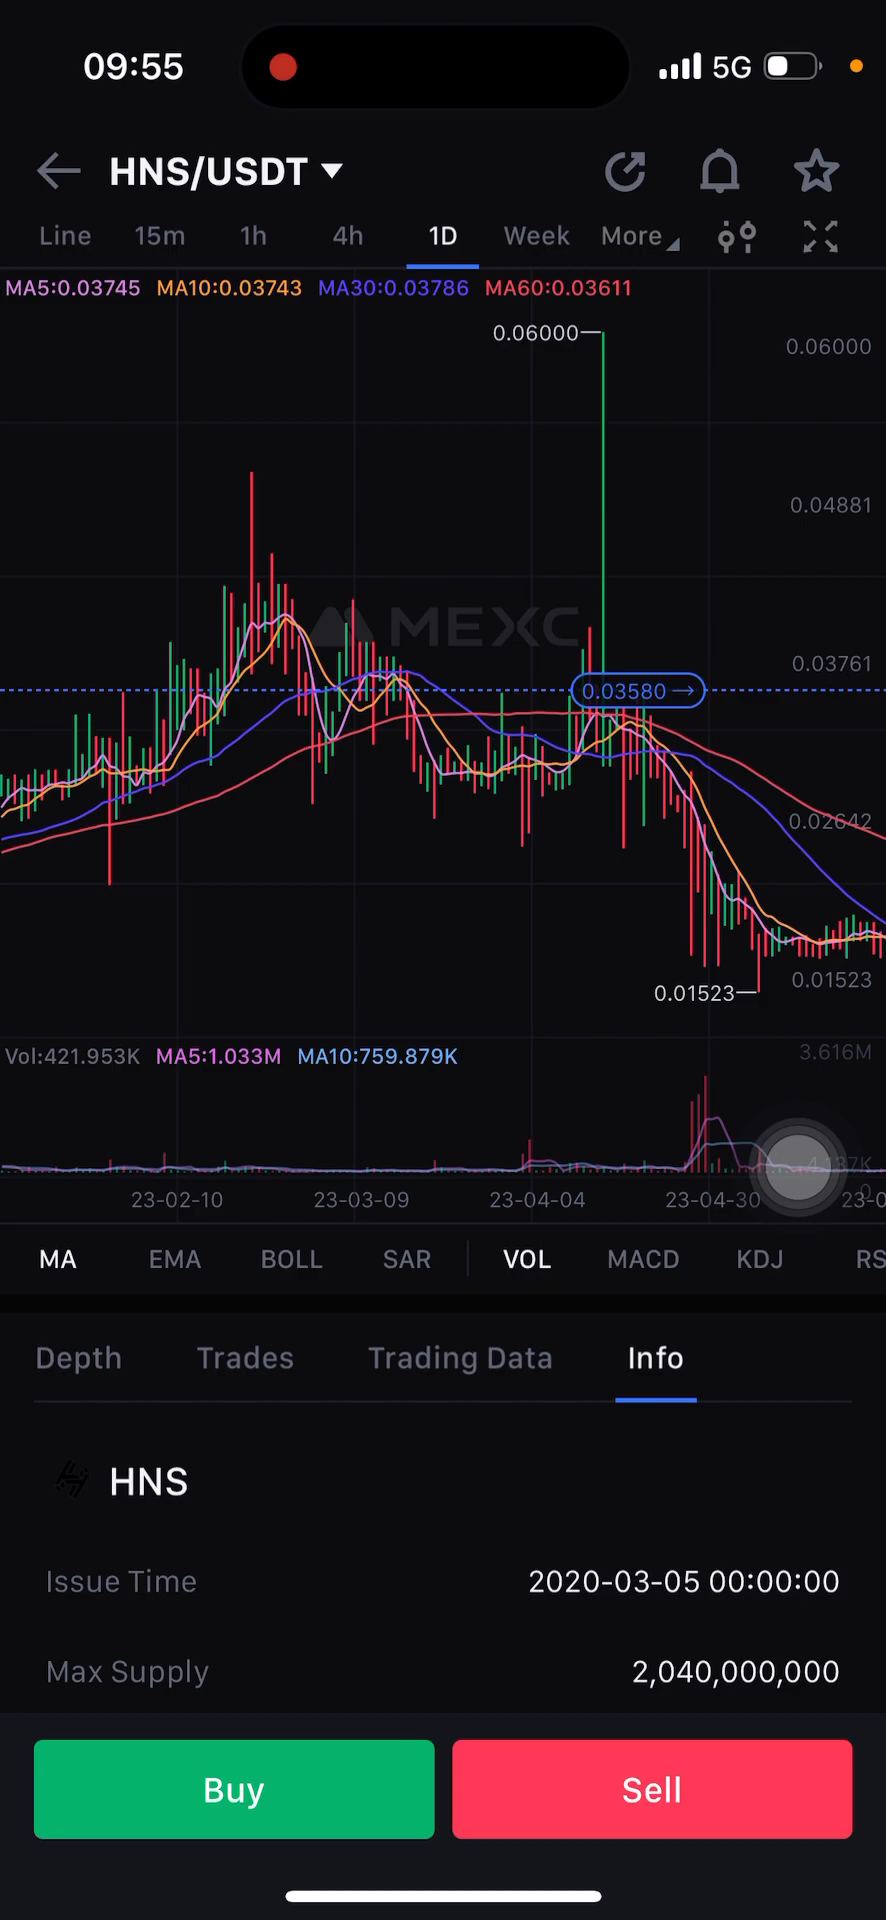 09:55 5G
HNS/USDT
Line 15m 1h 4h 1D Week More
MA5:0.03745 MA10:0.03743 MA30:0.03786 MA60:0.03611
0.06000
0.06000
0.04881
MEXC
0.03761
0.03580
0.02642
0.01523
0.01523
Vol:421.953K MA5:1.033M MA10:759.879K
3.616M
0
23-02-10 23-03-09 23-04-04 23-04-30 23-0
MA EMA BOLL SAR VOL MACD KDJ RS
Depth Trades Trading Data Info
HNS
Issue Time 2020-03-05 00:00:00
Max Supply 2,040,000,000
Buy Sell